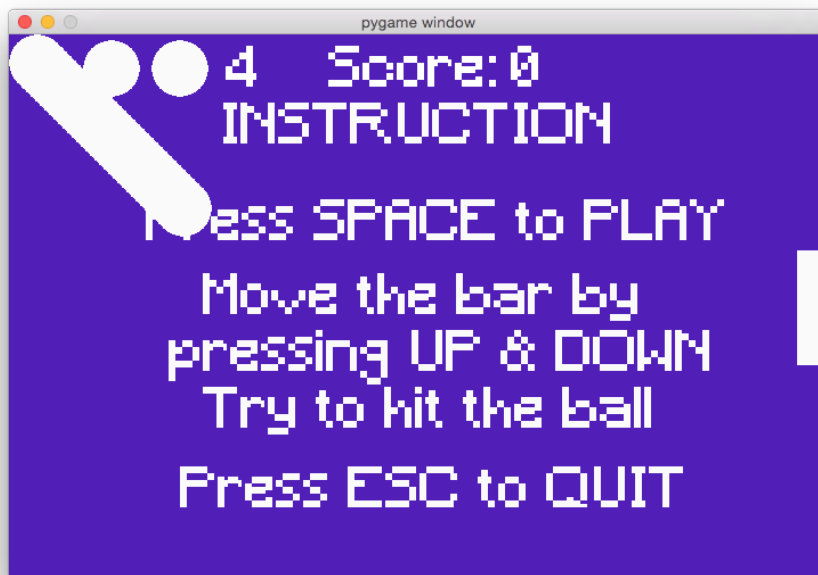 pygame window
4 Score:0
INSTRUCTION
Press SPACE to PLAY
Move the bar by
pressing UP & DOWN
Try to hit the ball
Press ESC to QUIT